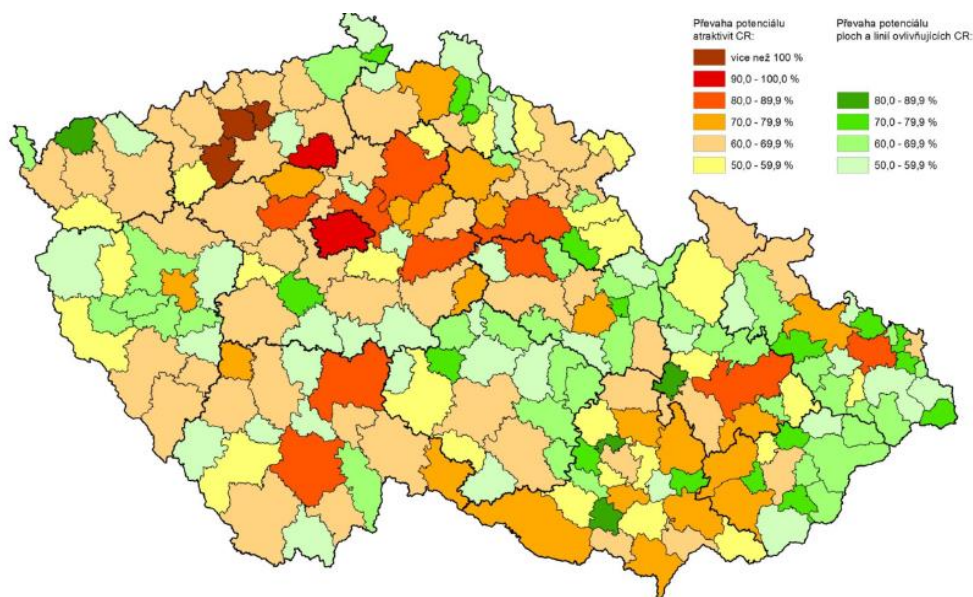 Převaha potenciálu
atraktivit CR:
více než 100 %
90,0 - 100,0 %
80,0 - 89,9 %
70,0 - 79,9 %
60,0 - 69,9 %
50,0 - 59,9 %
Převaha potenciálu
ploch a linií ovlivňujících CR:
80,0 - 89,9 %
70,0 - 79,9 %
60,0 - 69,9 %
50,0 - 59,9 %